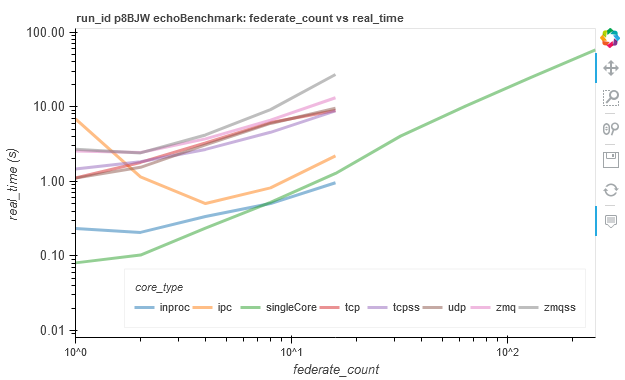 run_id p8BJW echoBenchmark: federate_count vs real_time
100.00
10.00
1.00
0.10
0.01
real_time (s)
core_type
inproc ipc singleCore tcp tcpss udp zmq zmqss
10^0 10^1 10^2
federate_count